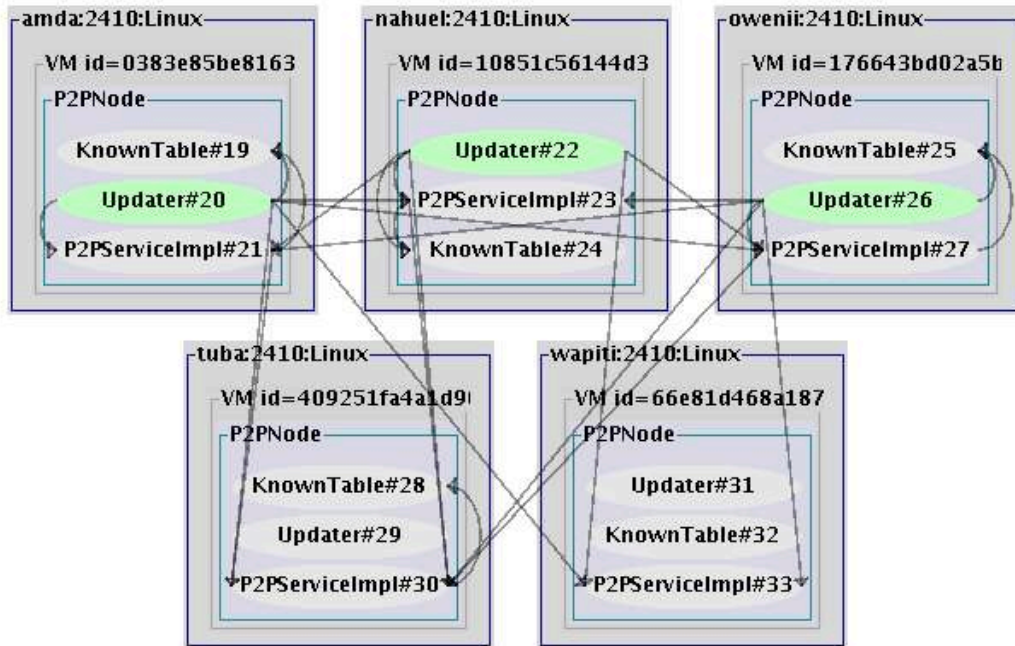 amda:2410:Linux
nahuel:2410:Linux
owenii:2410:Linux
VM id=0383e85be8163
VM id=10851c56144d3
VM id=176643bd02a5b
P2PNode
P2PNode
P2PNode
KnownTable#19
Updater#22
KnownTable#25
Updater#20
P2PServiceImpl#23
Updater#26
P2PServiceImpl#21
KnownTable#24
P2PServiceImpl#27
tuba:2410:Linux
wapiti:2410:Linux
VM id=409251fa4a1d9
VM id=66e81d468a187
P2PNode
P2PNode
KnownTable#28
Updater#31
Updater#29
KnownTable#32
P2PServiceImpl#30
P2PServiceImpl#33